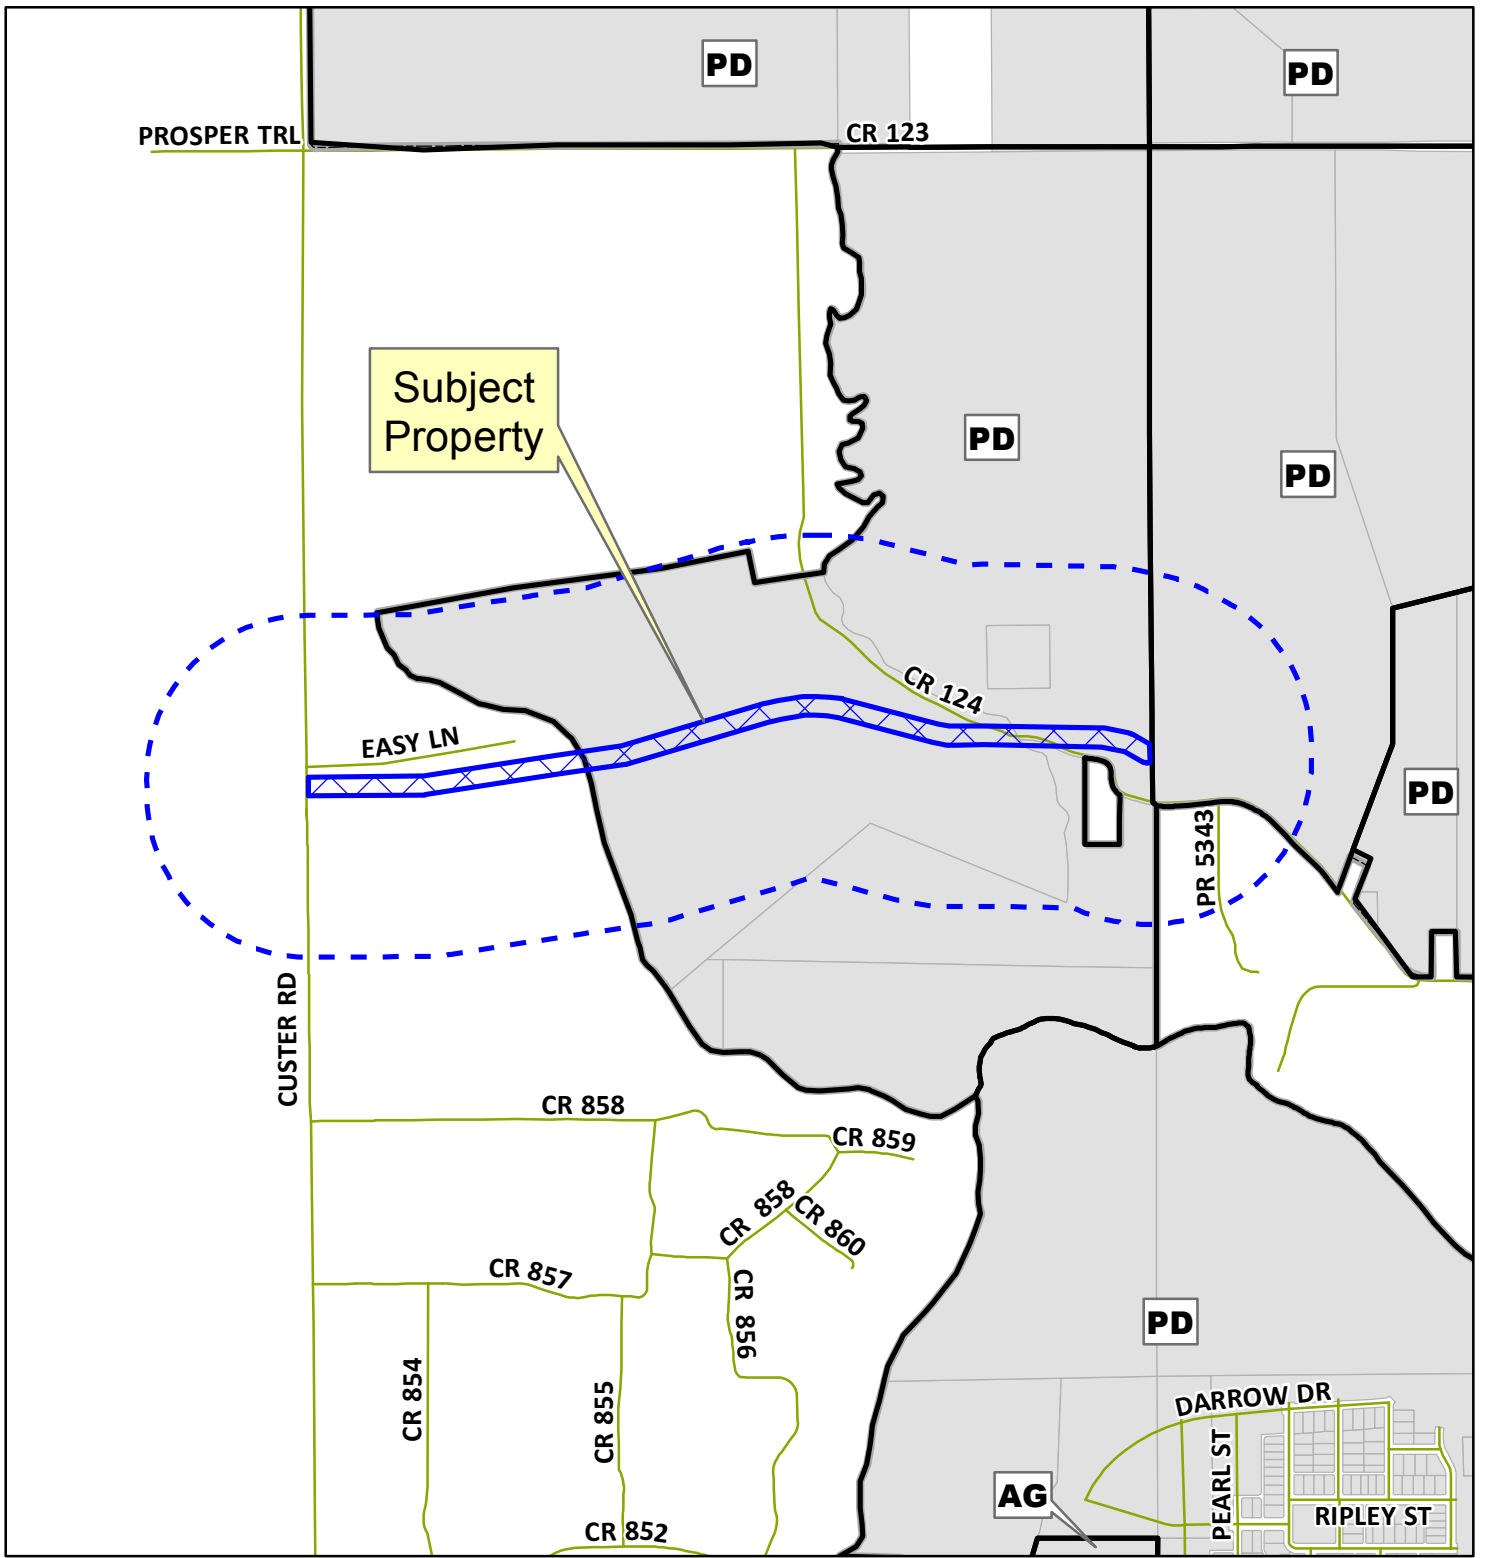 PD
PD
PROSPER TRL
CR 123
Subject
Property
PD
PD
CR 124
EASY LN
PD
PR 5343
CUSTER RD
CR 858
CR 859
CR 858
CR 860
CR 857
CR 856
PD
CR 854
CR 855
DARROW DR
PEARL ST
AG
RIPLEY ST
CR 852